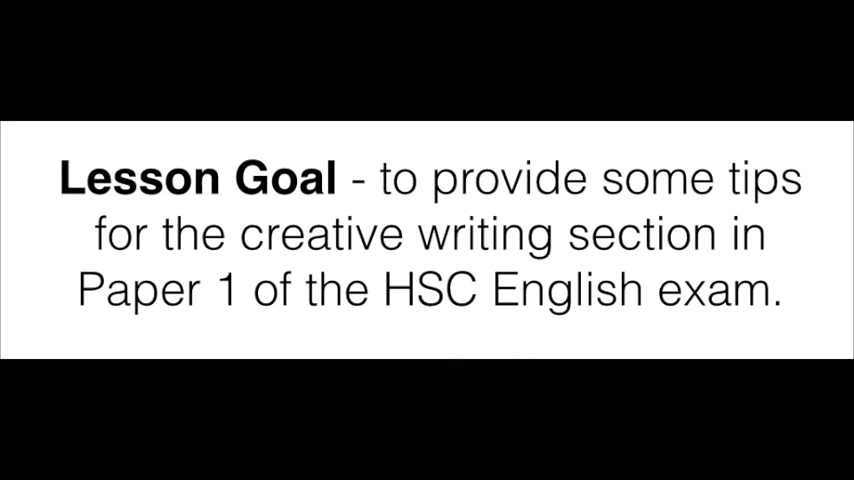 Lesson Goal - to provide some tips
for the creative writing section in
Paper 1 of the HSC English exam.